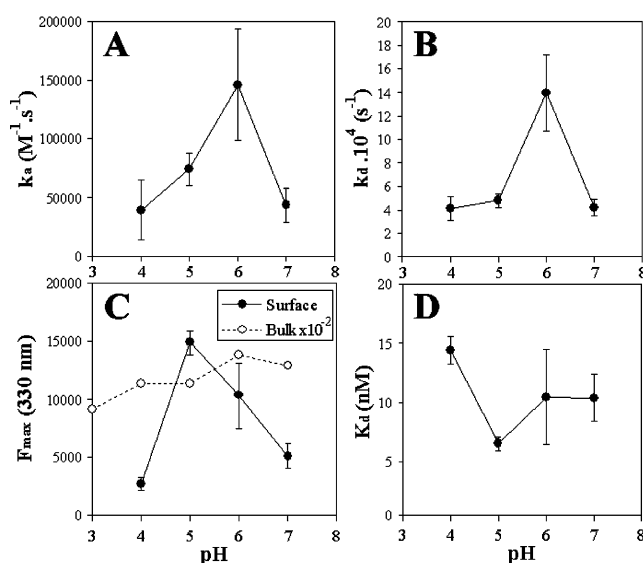 A
B
200000
150000
100000
50000
0
kₐ (M⁻¹.s⁻¹)
3 4 5 6 7 8
20
18
16
14
12
10
8
6
4
2
0
k_d .10⁴ (s⁻¹)
3 4 5 6 7 8
C
Surface
Bulk x10⁻²
20000
15000
10000
5000
0
F_max (330 nm)
3 4 5 6 7 8
pH
D
20
15
10
5
0
K_d (nM)
3 4 5 6 7 8
pH